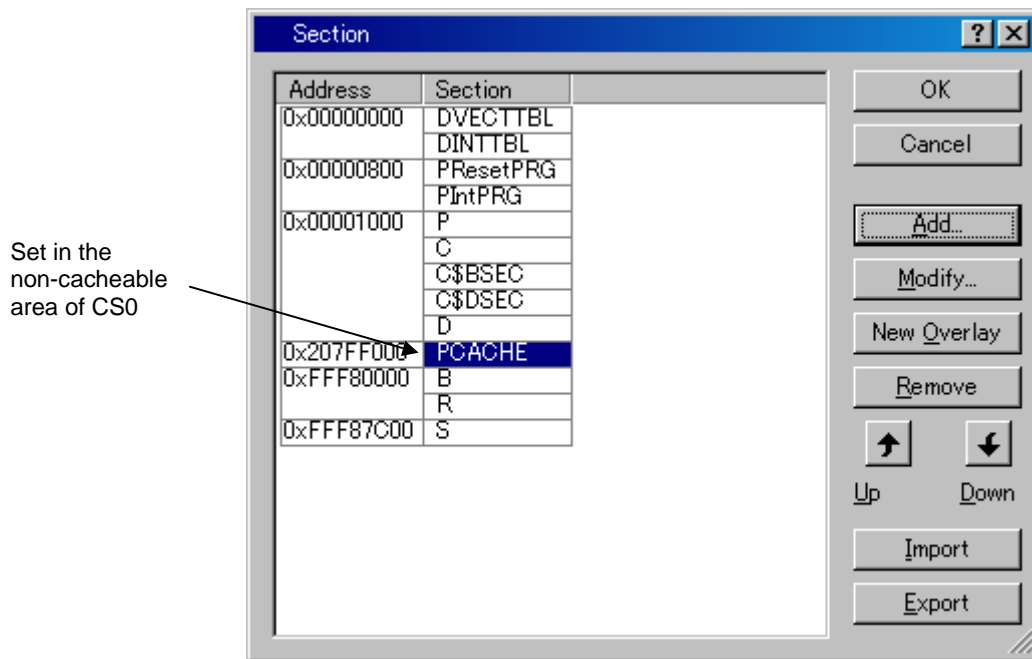 Section
Address Section
0x00000000 DVECTTBL
DINTTBL
0x00000800 PResetPRG
PIntPRG
0x00001000 P
C
C$BSEC
C$DSEC
D
0x207FF000 PCACHE
0xFFF80000 B
R
0xFFF87C00 S
Set in the
non-cacheable
area of CS0
OK
Cancel
Add...
Modify...
New Overlay
Remove
Up Down
Import
Export